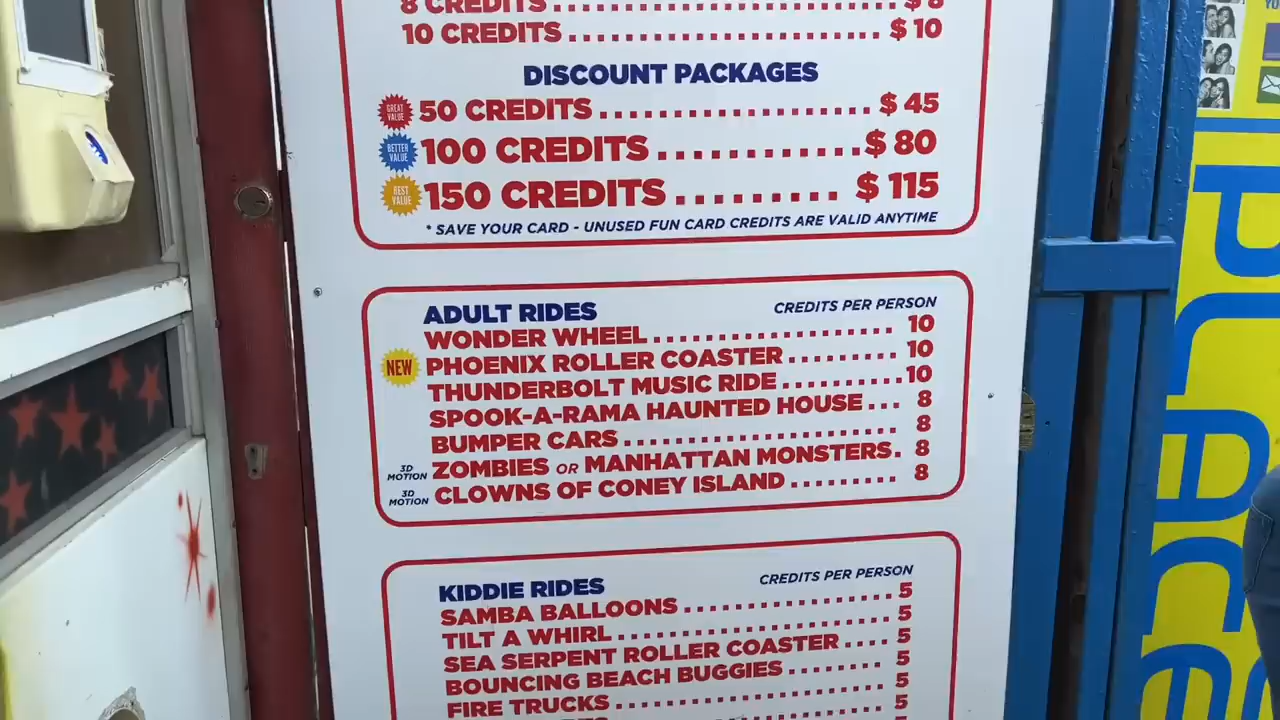 8 CREDITS ........................ $ 8
10 CREDITS ........................ $ 10
DISCOUNT PACKAGES
GREAT VALUE 50 CREDITS .................. $ 45
BETTER VALUE 100 CREDITS ............ $ 80
BEST VALUE 150 CREDITS ......... $ 115
* SAVE YOUR CARD - UNUSED FUN CARD CREDITS ARE VALID ANYTIME
ADULT RIDES CREDITS PER PERSON
WONDER WHEEL .................... 10
NEW PHOENIX ROLLER COASTER ......... 10
THUNDERBOLT MUSIC RIDE .......... 10
SPOOK-A-RAMA HAUNTED HOUSE ... 8
BUMPER CARS ...................... 8
3D MOTION ZOMBIES OR MANHATTAN MONSTERS. 8
3D MOTION CLOWNS OF CONEY ISLAND ......... 8
KIDDIE RIDES CREDITS PER PERSON
SAMBA BALLOONS ................. 5
TILT A WHIRL ...................... 5
SEA SERPENT ROLLER COASTER .... 5
BOUNCING BEACH BUGGIES ........ 5
FIRE TRUCKS ...................... 5
PLace